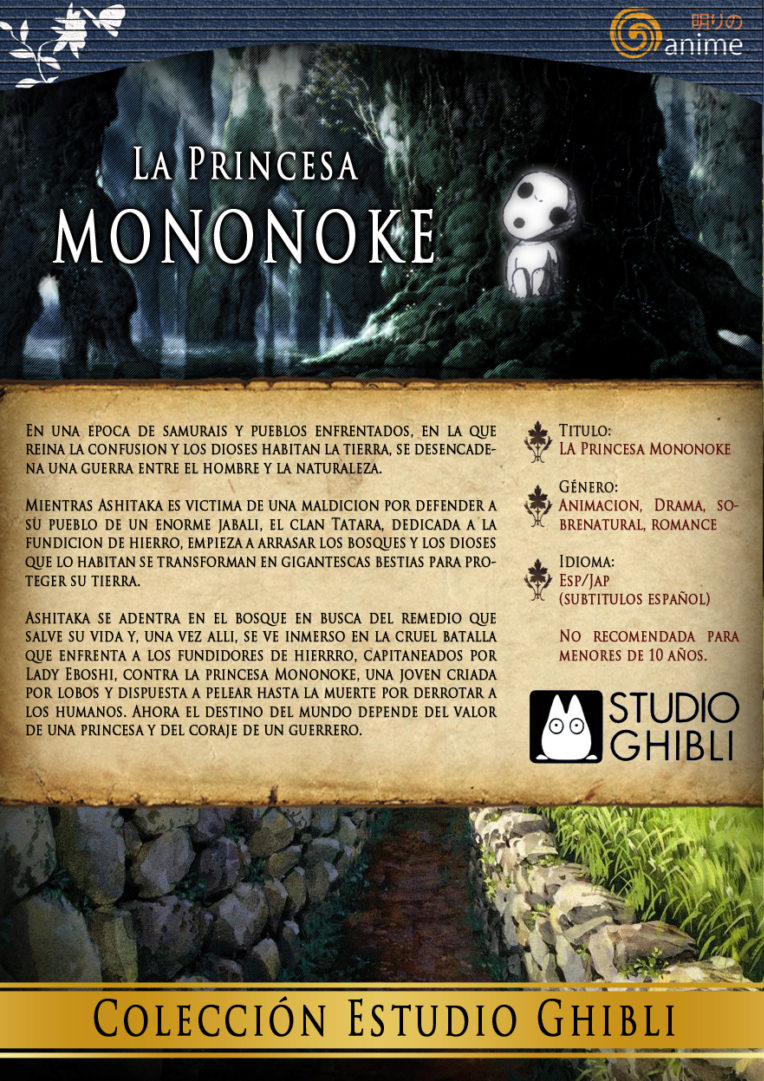 明りの
anime
La Princesa
MONONOKE
En una epoca de samurais y pueblos enfrentados, en la que
reina la confusion y los dioses habitan la tierra, se desencade-
na una guerra entre el hombre y la naturaleza.
Mientras Ashitaka es victima de una maldicion por defender a
su pueblo de un enorme jabali, el clan Tatara, dedicada a la
fundicion de hierro, empieza a arrasar los bosques y los dioses
que lo habitan se transforman en gigantescas bestias para pro-
teger su tierra.
Ashitaka se adentra en el bosque en busca del remedio que
salve su vida y, una vez alli, se ve inmerso en la cruel batalla
que enfrenta a los fundidores de hierrro, capitaneados por
Lady Eboshi, contra la princesa Mononoke, una joven criada
por lobos y dispuesta a pelear hasta la muerte por derrotar a
los humanos. Ahora el destino del mundo depende del valor
de una princesa y del coraje de un guerrero.
Titulo:
La Princesa Mononoke
Género:
Animacion, Drama, so-
brenatural, romance
Idioma:
Esp/Jap
(subtitulos español)
No recomendada para
menores de 10 años.
STUDIO
GHIBLI
Colección Estudio Ghibli